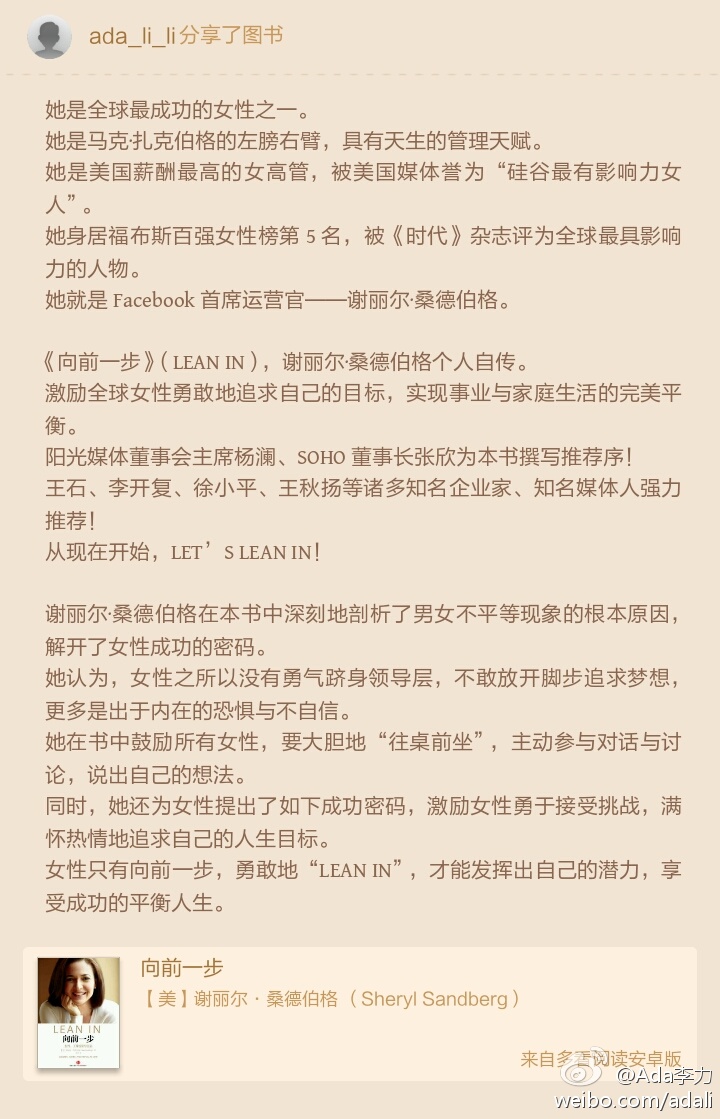 ada_li_li分享了图书
她是全球最成功的女性之一。
她是马克·扎克伯格的左膀右臂，具有天生的管理天赋。
她是美国薪酬最高的女高管，被美国媒体誉为“硅谷最有影响力女
人”。
她身居福布斯百强女性榜第 5 名，被《时代》杂志评为全球最具影响
力的人物。
她就是 Facebook 首席运营官——谢丽尔·桑德伯格。
《向前一步》（LEAN IN），谢丽尔·桑德伯格个人自传。
激励全球女性勇敢地追求自己的目标，实现事业与家庭生活的完美平
衡。
阳光媒体董事会主席杨澜、SOHO 董事长张欣为本书撰写推荐序！
王石、李开复、徐小平、王秋扬等诸多知名企业家、知名媒体人强力
推荐！
从现在开始，LET’S LEAN IN！
谢丽尔·桑德伯格在本书中深刻地剖析了男女不平等现象的根本原因，
解开了女性成功的密码。
她认为，女性之所以没有勇气跻身领导层，不敢放开脚步追求梦想，
更多是出于内在的恐惧与不自信。
她在书中鼓励所有女性，要大胆地“往桌前坐”，主动参与对话与讨
论，说出自己的想法。
同时，她还为女性提出了如下成功密码，激励女性勇于接受挑战，满
怀热情地追求自己的人生目标。
女性只有向前一步，勇敢地“LEAN IN”，才能发挥出自己的潜力，享
受成功的平衡人生。
LEAN IN
向前一步
向前一步
【美】谢丽尔·桑德伯格（Sheryl Sandberg）
来自多看阅读安卓版
@Ada李力
weibo.com/adali